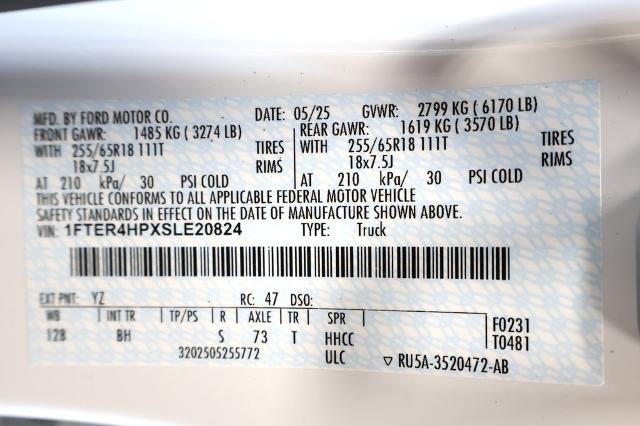 MFD. BY FORD MOTOR CO. DATE: 05/25 GVWR: 2799 KG ( 6170 LB)
FRONT GAWR: 1485 KG ( 3274 LB) REAR GAWR: 1619 KG ( 3570 LB)
WITH 255/65R18 111T TIRES WITH 255/65R18 111T TIRES
18x7.5J RIMS 18x7.5J RIMS
AT 210 kPa/ 30 PSI COLD AT 210 kPa/ 30 PSI COLD
THIS VEHICLE CONFORMS TO ALL APPLICABLE FEDERAL MOTOR VEHICLE
SAFETY STANDARDS IN EFFECT ON THE DATE OF MANUFACTURE SHOWN ABOVE.
VIN: 1FTER4HPXSLE20824 TYPE: Truck
EXT PNT: YZ RC: 47 DSO:
WB INT TR TP/PS R AXLE TR SPR F0231
128 BH S 73 T HHCC T0481
3202505255772 ULC ▽ RU5A-3520472-AB